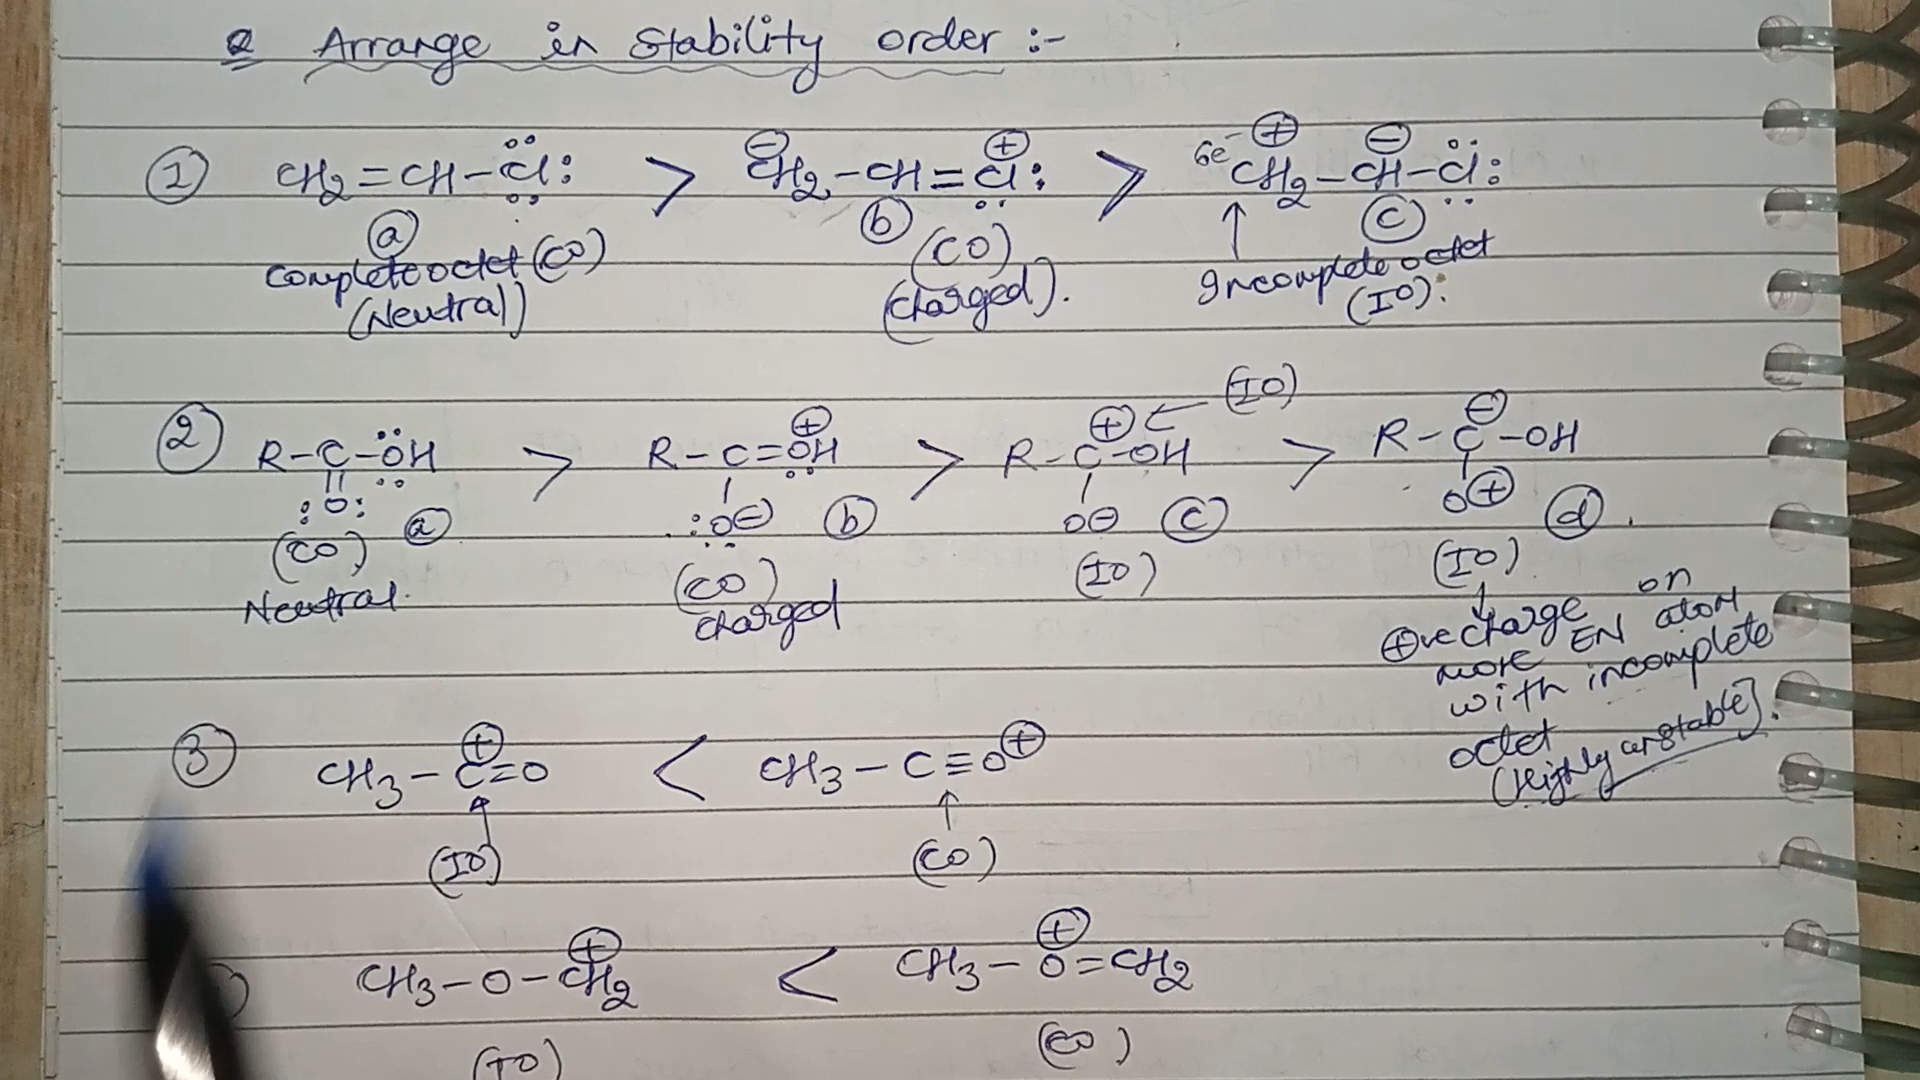 Q Arrange in Stability order :-
① CH₂=CH-Cl: > ⊖CH₂-CH=Cl⊕: > 6e⁻ ⊕CH₂-⊖CH-Cl:
ⓐ ⓑ ⓒ
Complete octet (CO) (CO) Incomplete octet
(Neutral) (charged). (IO).
② R-C-ÖH > R-C=OH⊕ > R-C⊕-OH ← (IO) > R-C⊖-OH
:O: ⓐ :O⊖ ⓑ O⊖ ⓒ O⊕ ⓓ.
(CO) (CO) (IO) (IO)
Neutral. charged
⊕ve charge on
more EN atom
with incomplete
octet
(Highly unstable).
③ CH₃-C⊕=O < CH₃-C≡O⊕
(IO) (CO)
CH₃-O-CH₂⊕ < CH₃-O⊕=CH₂
(IO) (CO)